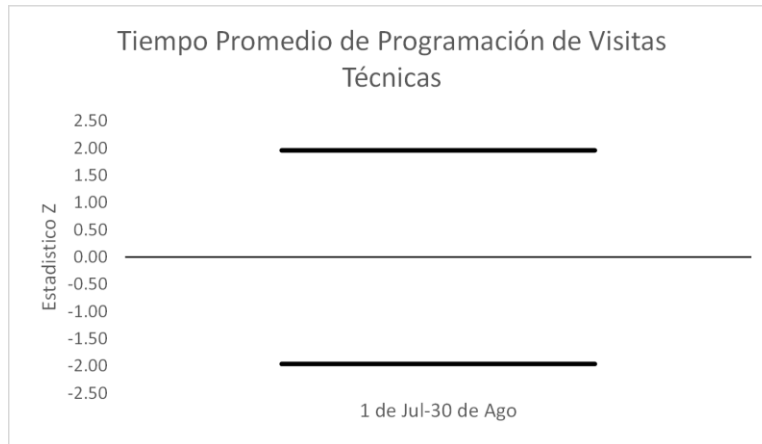 Tiempo Promedio de Programación de Visitas
Técnicas
Estadistico Z
2.50
2.00
1.50
1.00
0.50
0.00
-0.50
-1.00
-1.50
-2.00
-2.50
1 de Jul-30 de Ago